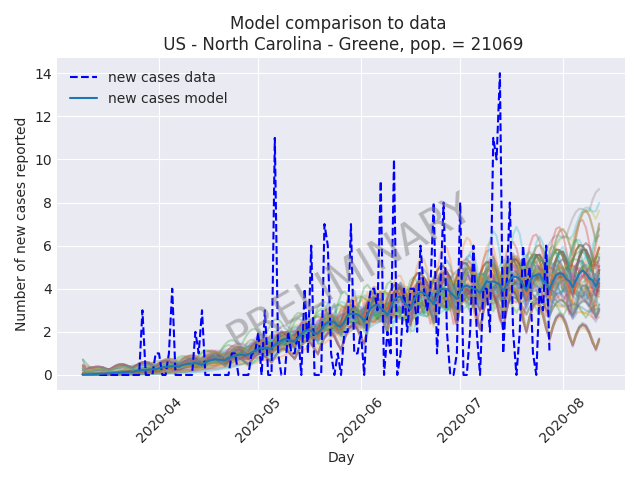 Model comparison to data
US - North Carolina - Greene, pop. = 21069
new cases data
new cases model
Number of new cases reported
14
12
10
8
6
4
2
0
PRELIMINARY
2020-04
2020-05
2020-06
2020-07
2020-08
Day